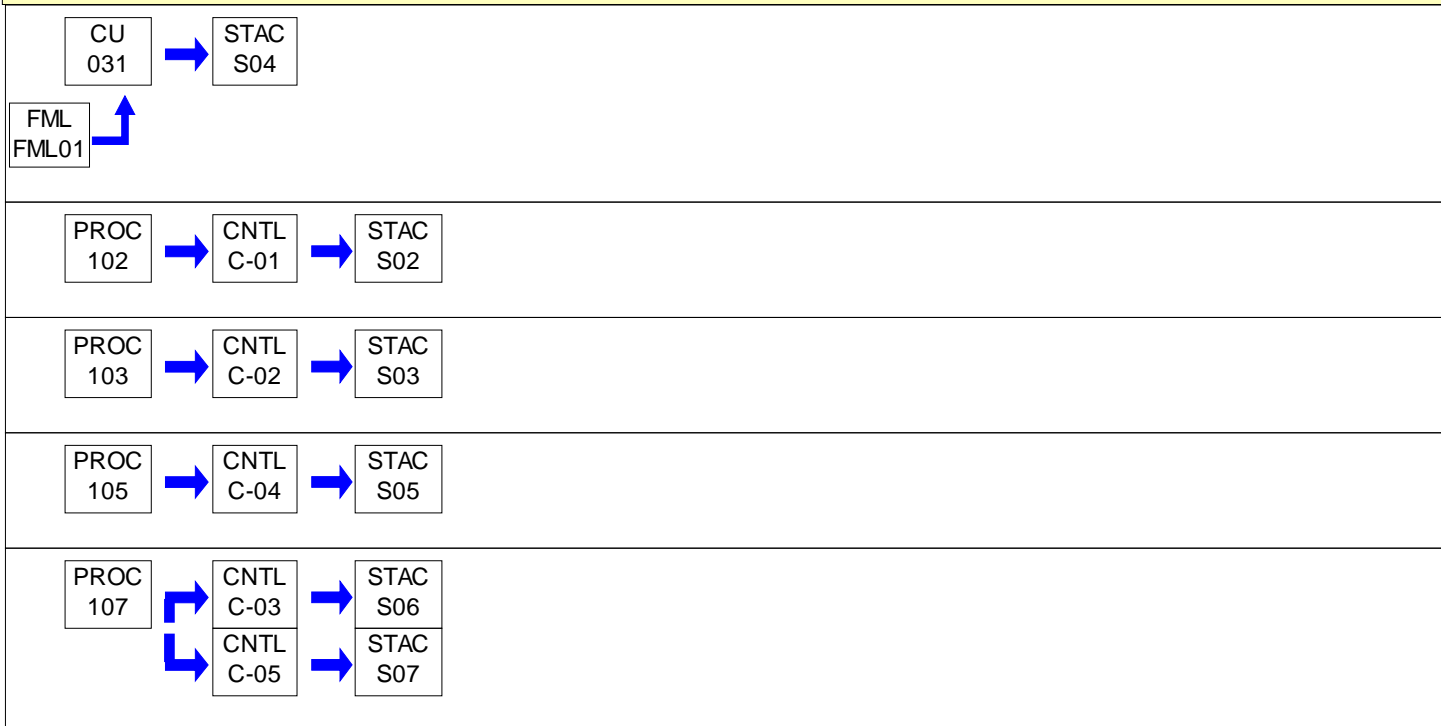 CU
031
STAC
S04
FML
FML01
PROC
102
CNTL
C-01
STAC
S02
PROC
103
CNTL
C-02
STAC
S03
PROC
105
CNTL
C-04
STAC
S05
PROC
107
CNTL
C-03
STAC
S06
CNTL
C-05
STAC
S07